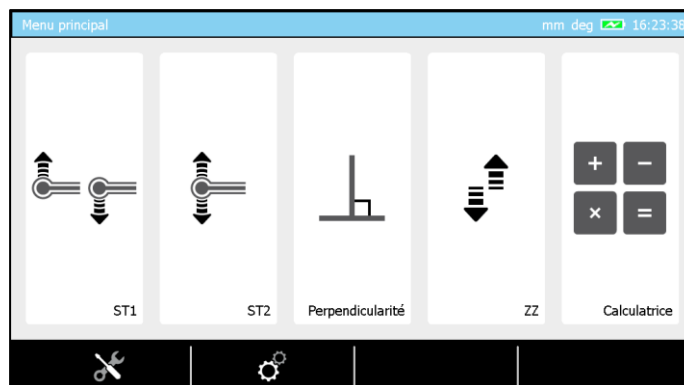 Menu principal mm deg 16:23:38
ST1 ST2 Perpendicularité ZZ Calculatrice